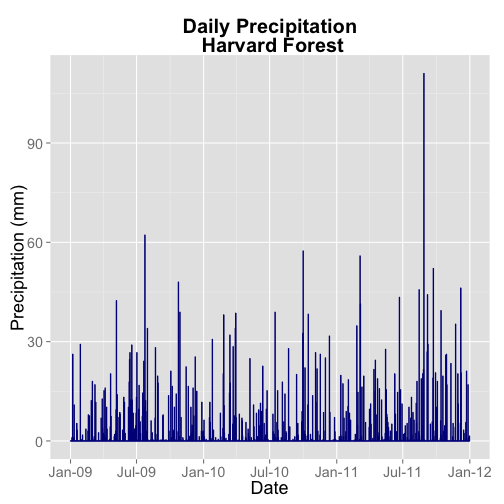 Daily Precipitation
Harvard Forest
Precipitation (mm)
90
60
30
0
Jan-09 Jul-09 Jan-10 Jul-10 Jan-11 Jul-11 Jan-12
Date